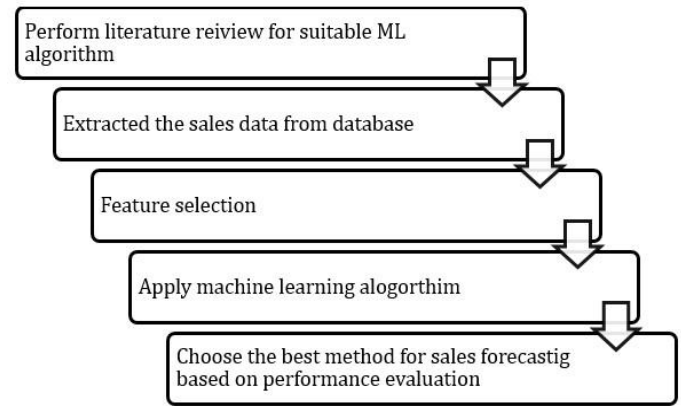 Perform literature reiview for suitable ML
algorithm
Extracted the sales data from database
Feature selection
Apply machine learning alogorthim
Choose the best method for sales forecastig
based on performance evaluation